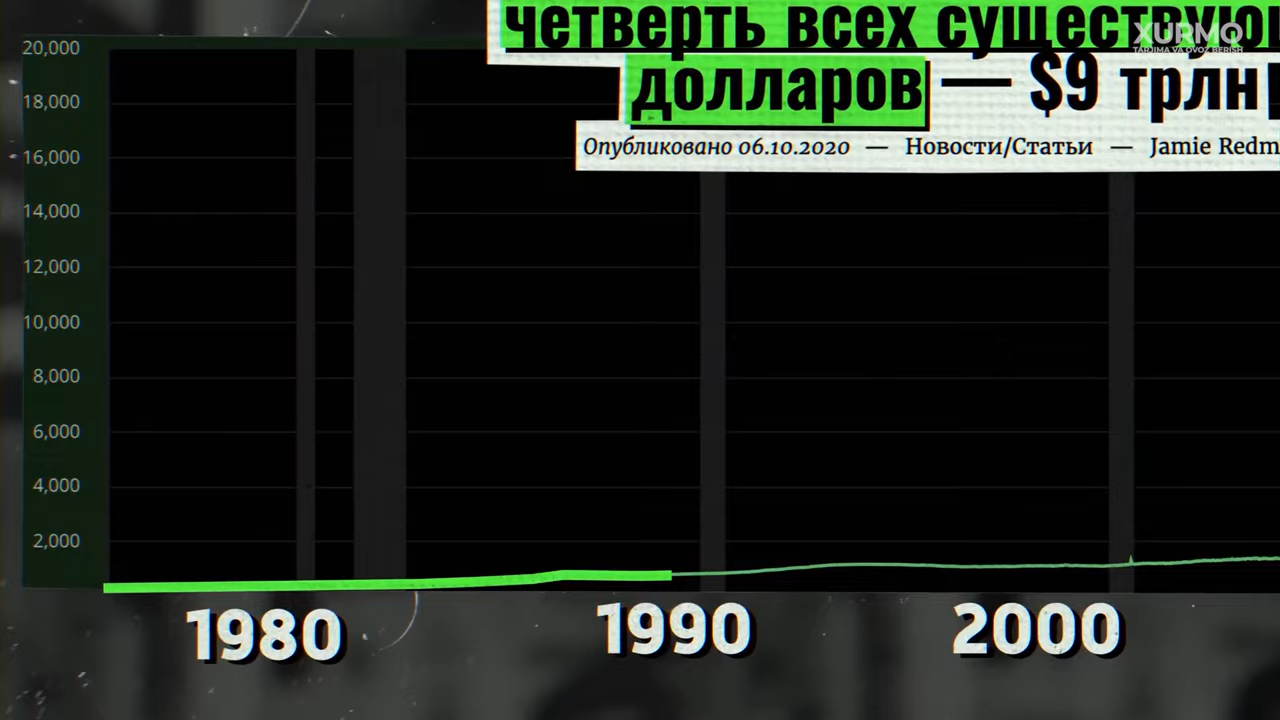 четверть всех существую
долларов — $9 трлн
Опубликовано 06.10.2020 — Новости/Статьи — Jamie Redm
XURMO
TARJIMA VA OVOZ BERISH
20,000
18,000
16,000
14,000
12,000
10,000
8,000
6,000
4,000
2,000
1980 1990 2000